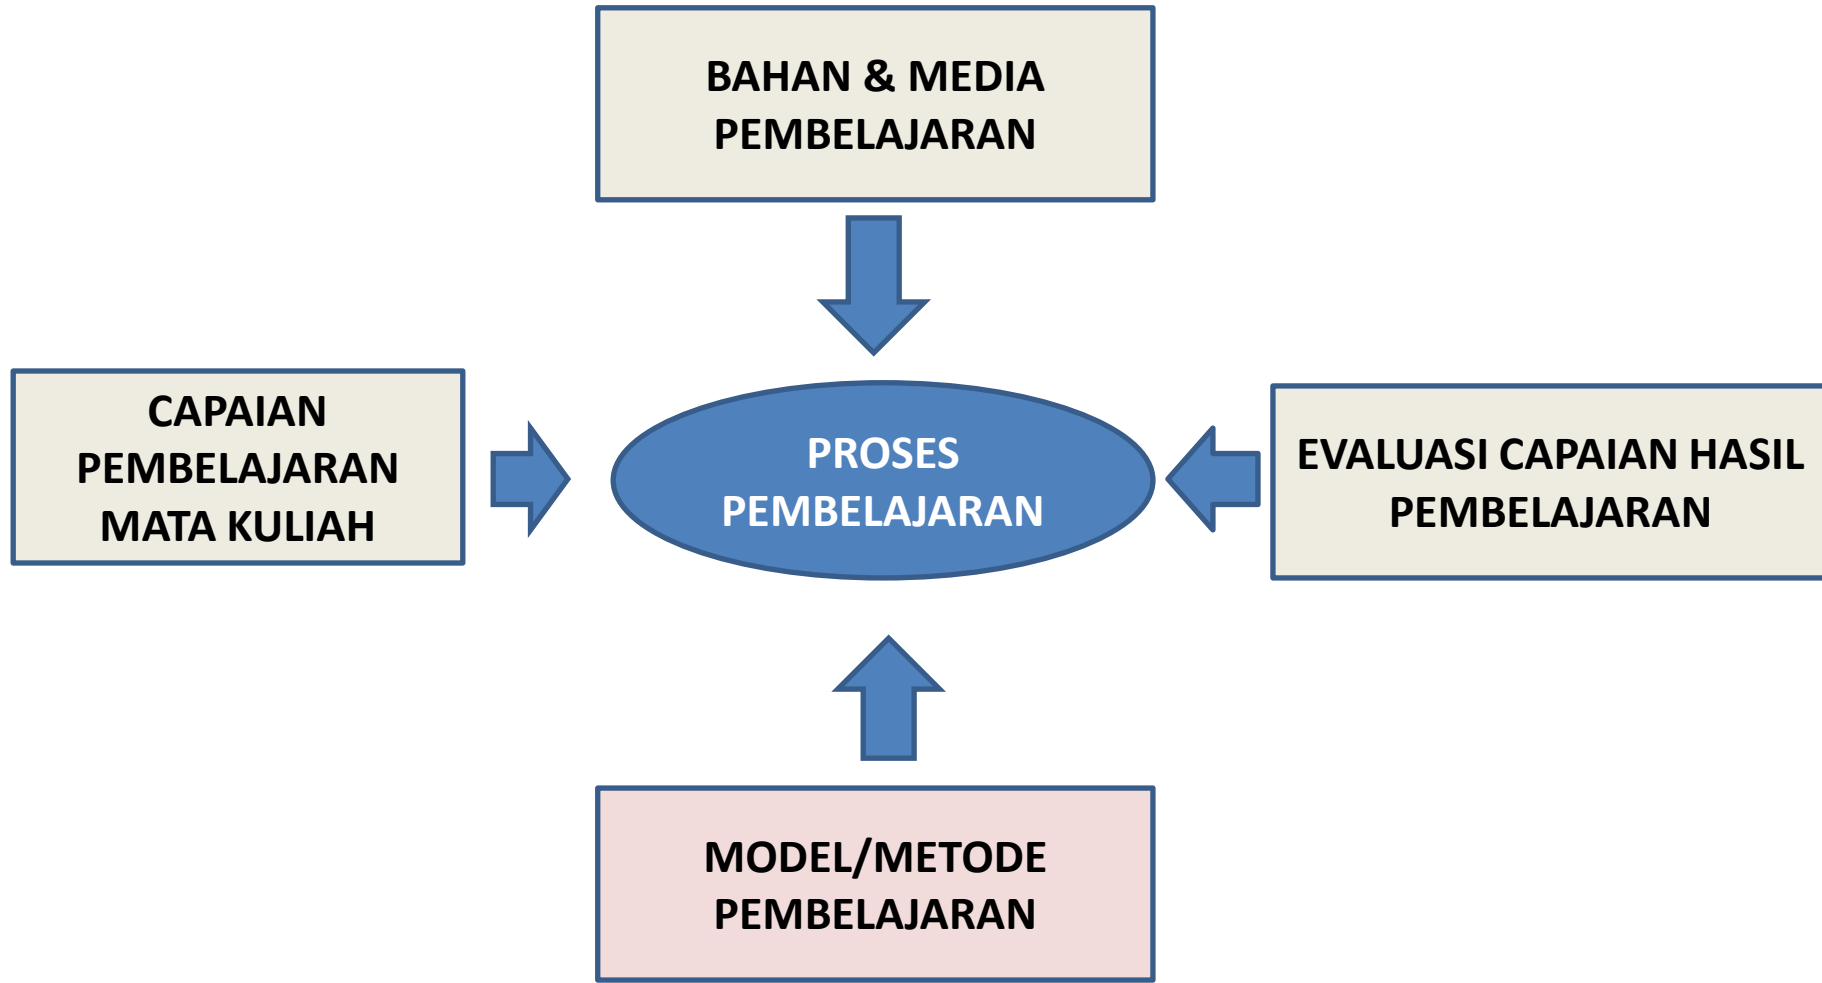 BAHAN & MEDIA
PEMBELAJARAN
CAPAIAN
PEMBELAJARAN
MATA KULIAH
PROSES
PEMBELAJARAN
EVALUASI CAPAIAN HASIL
PEMBELAJARAN
MODEL/METODE
PEMBELAJARAN